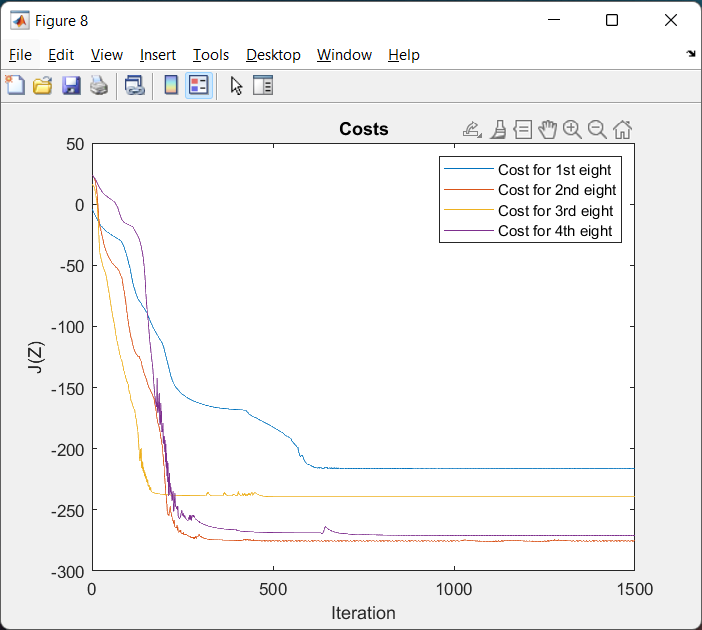 Figure 8
File Edit View Insert Tools Desktop Window Help
Costs
50
0
-50
-100
-150
-200
-250
-300
J(Z)
Cost for 1st eight
Cost for 2nd eight
Cost for 3rd eight
Cost for 4th eight
0 500 1000 1500
Iteration